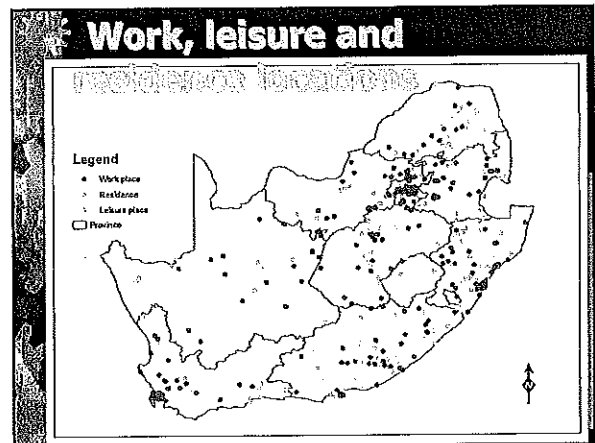 Work, leisure and
residence locations
Legend
Work place
Residence
Leisure place
Province